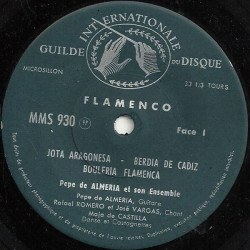 INTERNATIONALE
GUILDE DU DISQUE
MICROSILLON
33 1/3 TOURS
FLAMENCO
MMS 930
Face 1
JOTA ARAGONESA - BERDIA DE CADIZ
BOULERIA FLAMENCA
Pepe de ALMERIA et son Ensemble
Pepe de ALMERIA, Guitare
Rafael ROMERO et José VARGAS, Chant
Maja de CASTILLA
Danse et Castagnettes